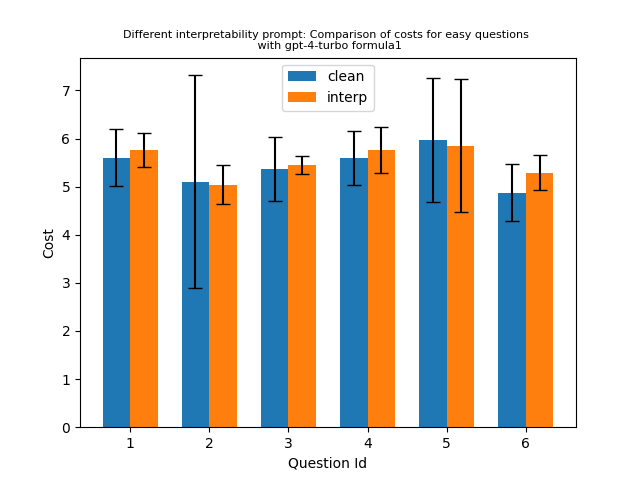 Different interpretability prompt: Comparison of costs for easy questions
with gpt-4-turbo formula1
clean
interp
7
6
5
4
3
2
1
0
Cost
1 2 3 4 5 6
Question Id